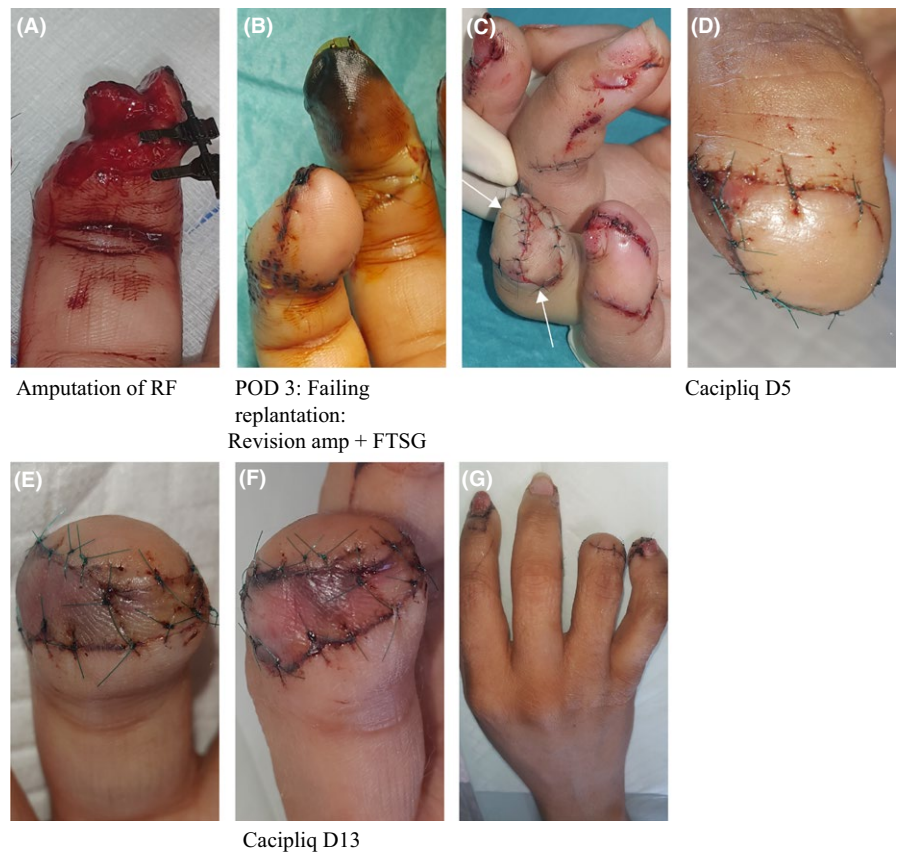 (A)
(B)
(C)
(D)
Amputation of RF
POD 3: Failing
replantation:
Revision amp + FTSG
Cacipliq D5
(E)
(F)
(G)
Cacipliq D13